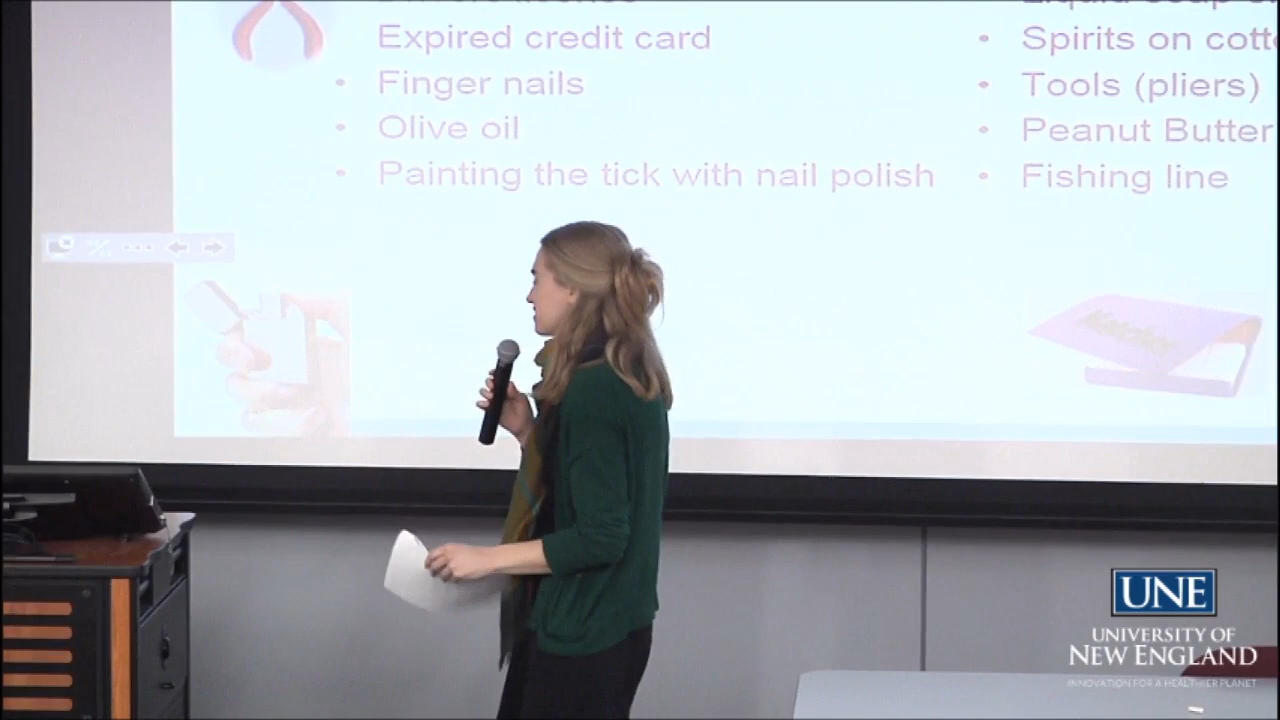 Expired credit card
• Finger nails
• Olive oil
• Painting the tick with nail polish
• Spirits on
• Tools (pliers)
• Peanut Butter
• Fishing line
Matches
UNE
UNIVERSITY OF
NEW ENGLAND
INNOVATION FOR A HEALTHIER PLANET